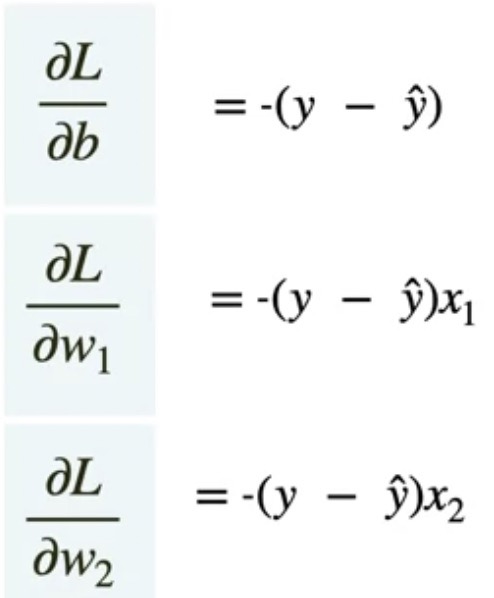 ∂L/∂b = -(y − ŷ)
∂L/∂w₁ = -(y − ŷ)x₁
∂L/∂w₂ = -(y − ŷ)x₂